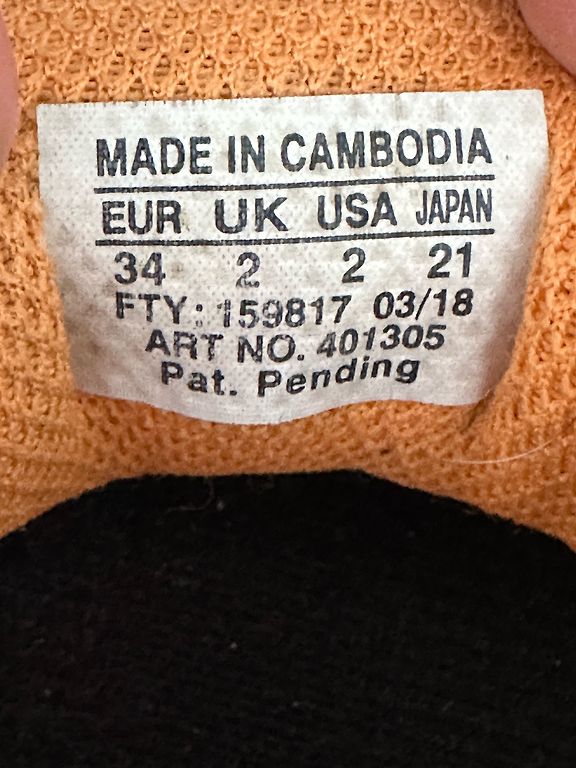 MADE IN CAMBODIA
EUR UK USA JAPAN
34 2 2 21
FTY: 159817 03/18
ART NO. 401305
Pat. Pending